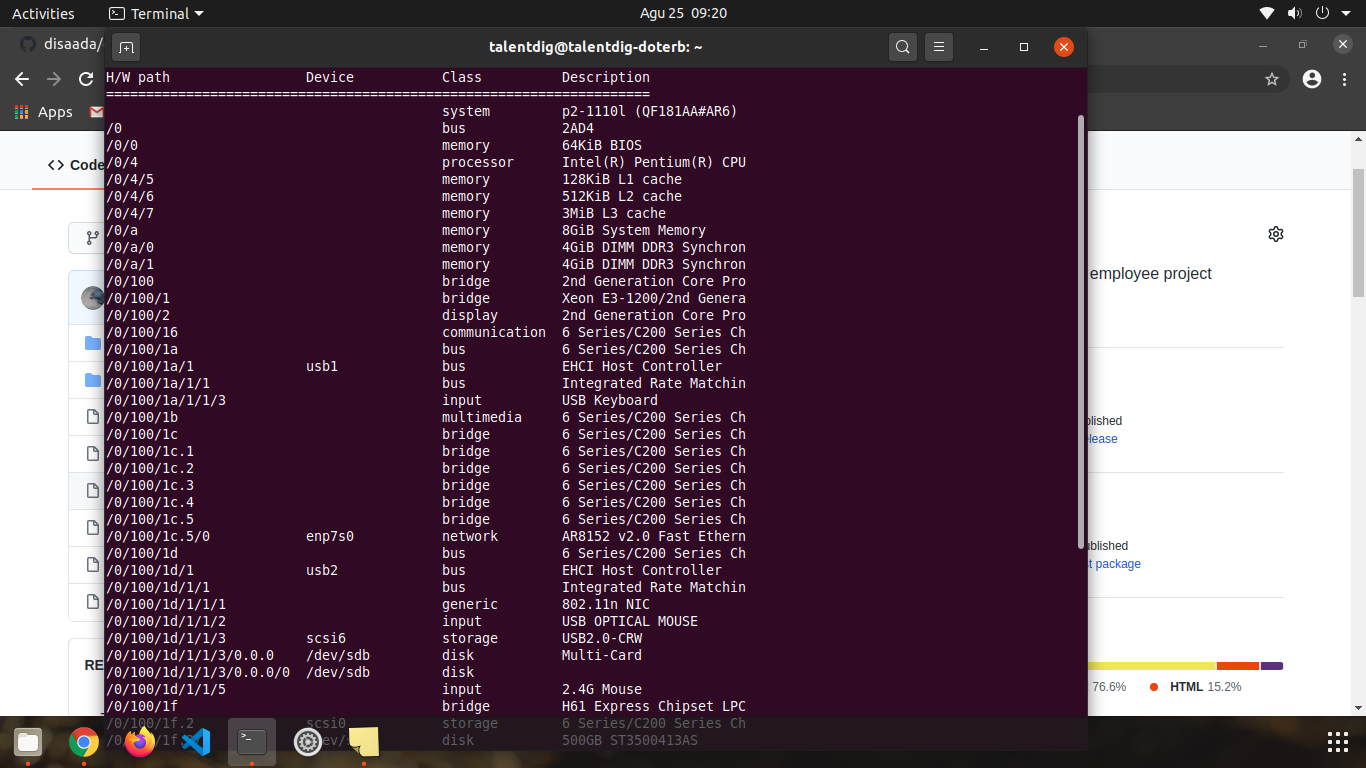 Activities Terminal Agu 25 09:20
disaada/
talentdig@talentdig-doterb: ~
Apps
H/W path Device Class Description
====================================================================
system p2-1110l (QF181AA#AR6)
/0 bus 2AD4
/0/0 memory 64KiB BIOS
/0/4 processor Intel(R) Pentium(R) CPU
/0/4/5 memory 128KiB L1 cache
/0/4/6 memory 512KiB L2 cache
/0/4/7 memory 3MiB L3 cache
/0/a memory 8GiB System Memory
/0/a/0 memory 4GiB DIMM DDR3 Synchron
/0/a/1 memory 4GiB DIMM DDR3 Synchron
/0/100 bridge 2nd Generation Core Pro
/0/100/1 bridge Xeon E3-1200/2nd Genera
/0/100/2 display 2nd Generation Core Pro
/0/100/16 communication 6 Series/C200 Series Ch
/0/100/1a bus 6 Series/C200 Series Ch
/0/100/1a/1 usb1 bus EHCI Host Controller
/0/100/1a/1/1 bus Integrated Rate Matchin
/0/100/1a/1/1/3 input USB Keyboard
/0/100/1b multimedia 6 Series/C200 Series Ch
/0/100/1c bridge 6 Series/C200 Series Ch
/0/100/1c.1 bridge 6 Series/C200 Series Ch
/0/100/1c.2 bridge 6 Series/C200 Series Ch
/0/100/1c.3 bridge 6 Series/C200 Series Ch
/0/100/1c.4 bridge 6 Series/C200 Series Ch
/0/100/1c.5 bridge 6 Series/C200 Series Ch
/0/100/1c.5/0 enp7s0 network AR8152 v2.0 Fast Ethern
/0/100/1d bus 6 Series/C200 Series Ch
/0/100/1d/1 usb2 bus EHCI Host Controller
/0/100/1d/1/1 bus Integrated Rate Matchin
/0/100/1d/1/1/1 generic 802.11n NIC
/0/100/1d/1/1/2 input USB OPTICAL MOUSE
/0/100/1d/1/1/3 scsi6 storage USB2.0-CRW
/0/100/1d/1/1/3/0.0.0 /dev/sdb disk Multi-Card
/0/100/1d/1/1/3/0.0.0/0 /dev/sdb disk
/0/100/1d/1/1/5 input 2.4G Mouse
/0/100/1f bridge H61 Express Chipset LPC
/0/100/1f.2 scsi0 storage 6 Series/C200 Series Ch
disk 500GB ST3500413AS
<> Code
RE
employee project
blished
elease
ublished
t package
76.6% HTML 15.2%